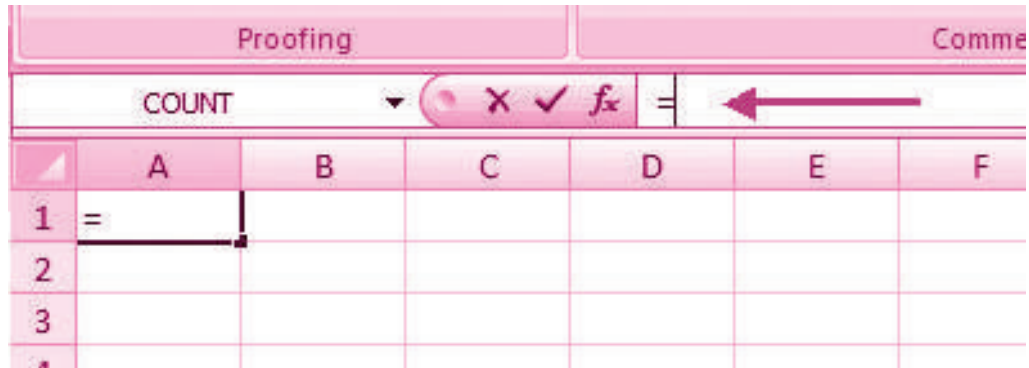 Proofing Comme
COUNT fx =
A B C D E F
1 =
2
3